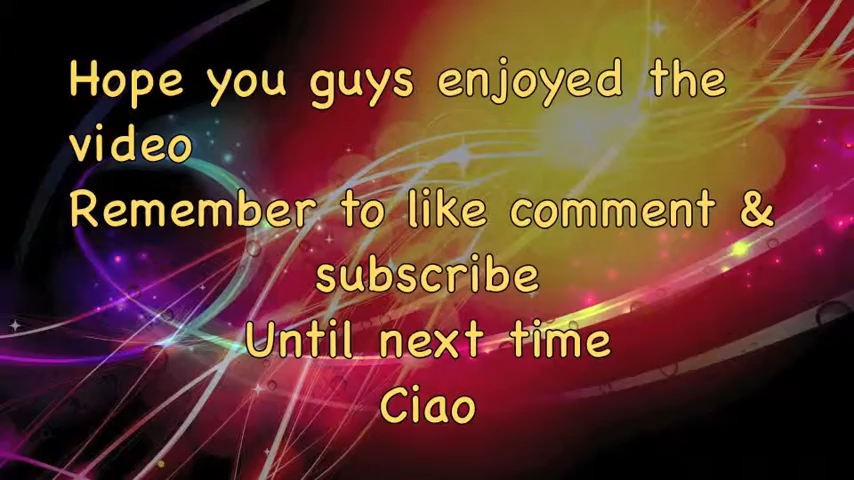 Hope you guys enjoyed the
video
Remember to like comment &
subscribe
Until next time
Ciao